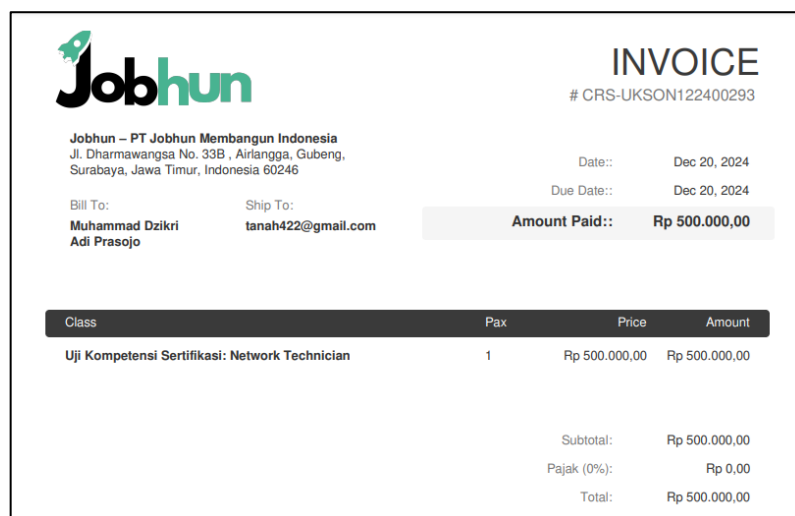 Jobhun
INVOICE
# CRS-UKSON122400293
Jobhun – PT Jobhun Membangun Indonesia
Jl. Dharmawangsa No. 33B , Airlangga, Gubeng,
Surabaya, Jawa Timur, Indonesia 60246
Date:: Dec 20, 2024
Due Date:: Dec 20, 2024
Amount Paid:: Rp 500.000,00
Bill To:
Muhammad Dzikri
Adi Prasojo
Ship To:
tanah422@gmail.com
Class Pax Price Amount
Uji Kompetensi Sertifikasi: Network Technician 1 Rp 500.000,00 Rp 500.000,00
Subtotal: Rp 500.000,00
Pajak (0%): Rp 0,00
Total: Rp 500.000,00